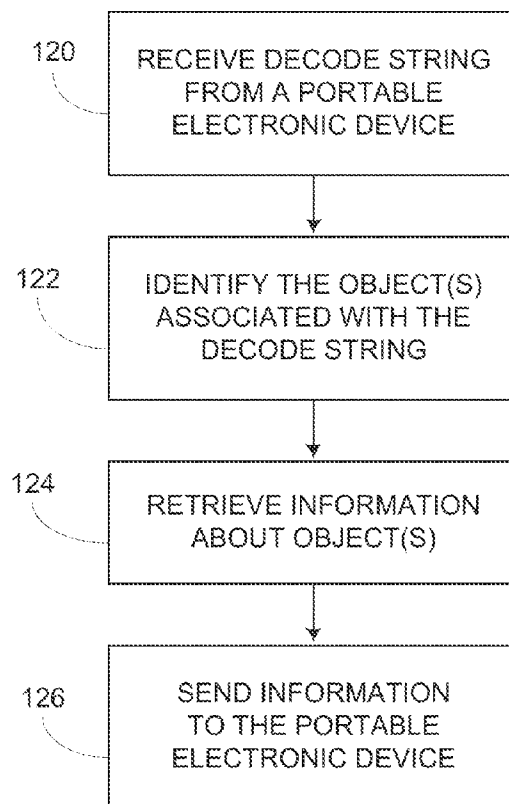 120
RECEIVE DECODE STRING
FROM A PORTABLE
ELECTRONIC DEVICE
122
IDENTIFY THE OBJECT(S)
ASSOCIATED WITH THE
DECODE STRING
124
RETRIEVE INFORMATION
ABOUT OBJECT(S)
126
SEND INFORMATION
TO THE PORTABLE
ELECTRONIC DEVICE